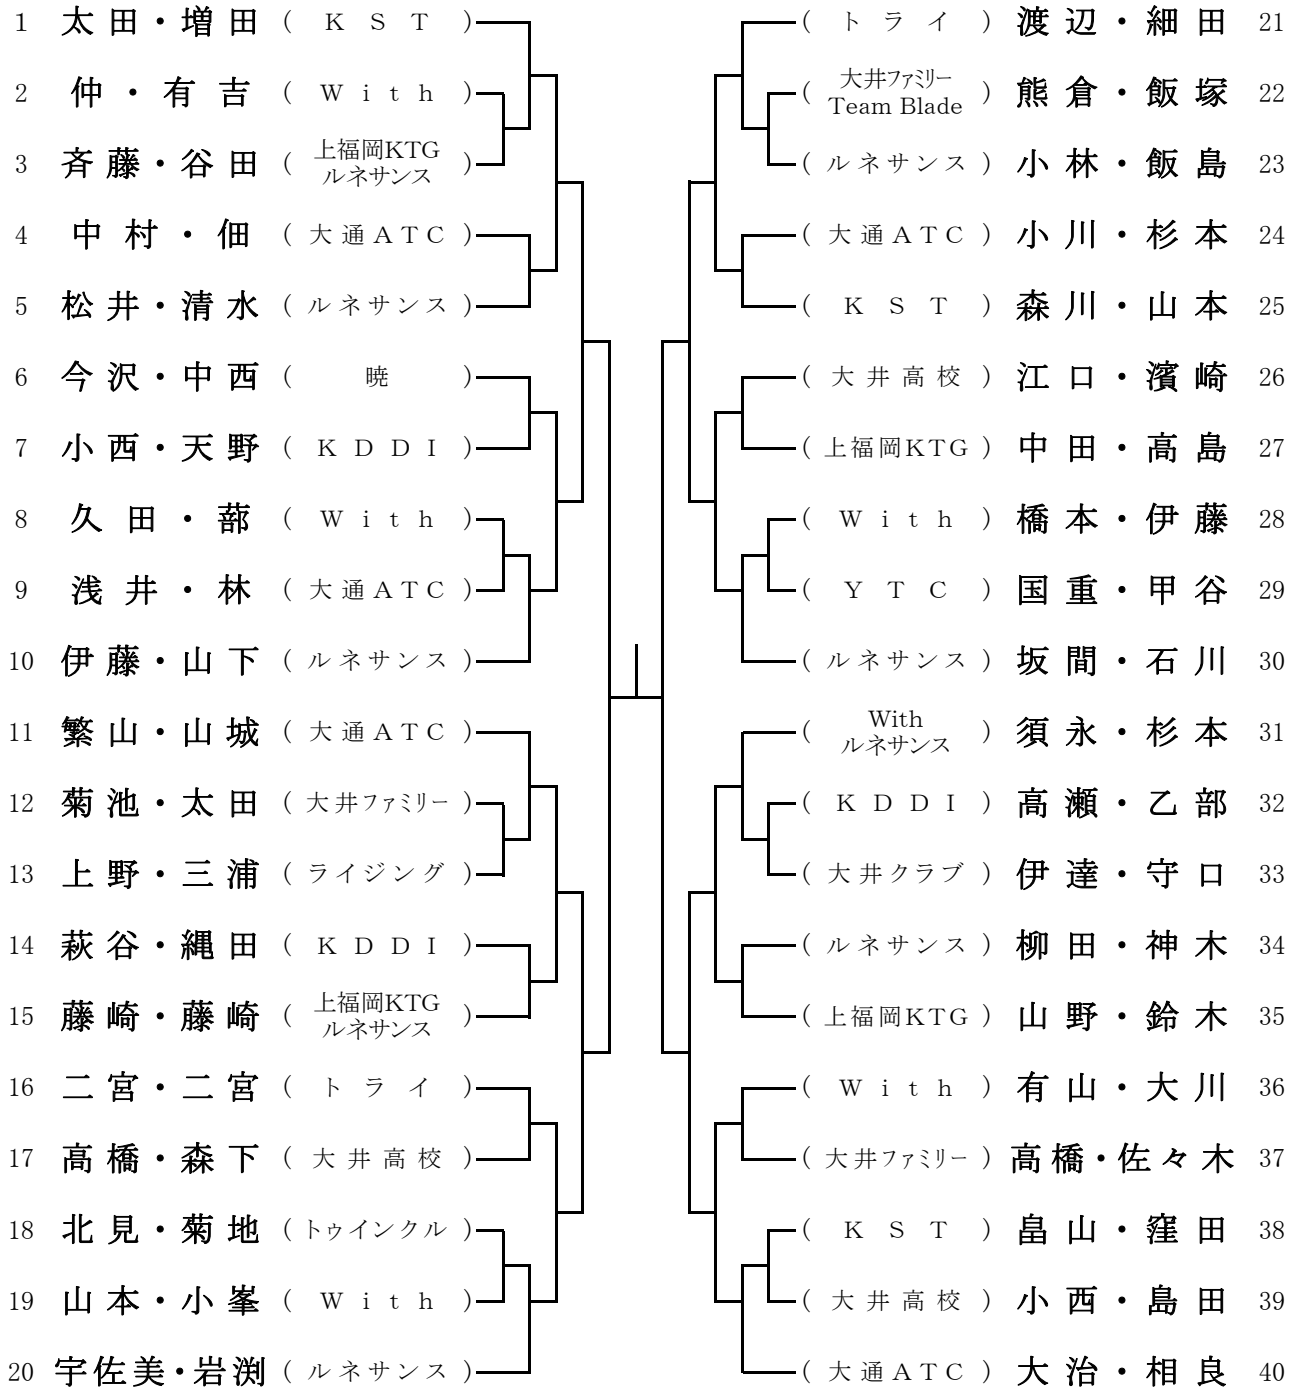 1 太田・増田 ( KST )
2 仲・有吉 ( With )
3 斉藤・谷田 ( 上福岡KTG ルネサンス )
4 中村・佃 ( 大通ATC )
5 松井・清水 ( ルネサンス )
6 今沢・中西 ( 暁 )
7 小西・天野 ( KDDI )
8 久田・蔀 ( With )
9 浅井・林 ( 大通ATC )
10 伊藤・山下 ( ルネサンス )
11 繁山・山城 ( 大通ATC )
12 菊池・太田 ( 大井ファミリー )
13 上野・三浦 ( ライジング )
14 萩谷・縄田 ( KDDI )
15 藤崎・藤崎 ( 上福岡KTG ルネサンス )
16 二宮・二宮 ( トライ )
17 高橋・森下 ( 大井高校 )
18 北見・菊地 ( トゥインクル )
19 山本・小峯 ( With )
20 宇佐美・岩渕 ( ルネサンス )
( トライ ) 渡辺・細田 21
( 大井ファミリー Team Blade ) 熊倉・飯塚 22
( ルネサンス ) 小林・飯島 23
( 大通ATC ) 小川・杉本 24
( KST ) 森川・山本 25
( 大井高校 ) 江口・濱崎 26
( 上福岡KTG ) 中田・高島 27
( With ) 橋本・伊藤 28
( YTC ) 国重・甲谷 29
( ルネサンス ) 坂間・石川 30
( With ルネサンス ) 須永・杉本 31
( KDDI ) 高瀬・乙部 32
( 大井クラブ ) 伊達・守口 33
( ルネサンス ) 柳田・神木 34
( 上福岡KTG ) 山野・鈴木 35
( With ) 有山・大川 36
( 大井ファミリー ) 高橋・佐々木 37
( KST ) 畠山・窪田 38
( 大井高校 ) 小西・島田 39
( 大通ATC ) 大治・相良 40